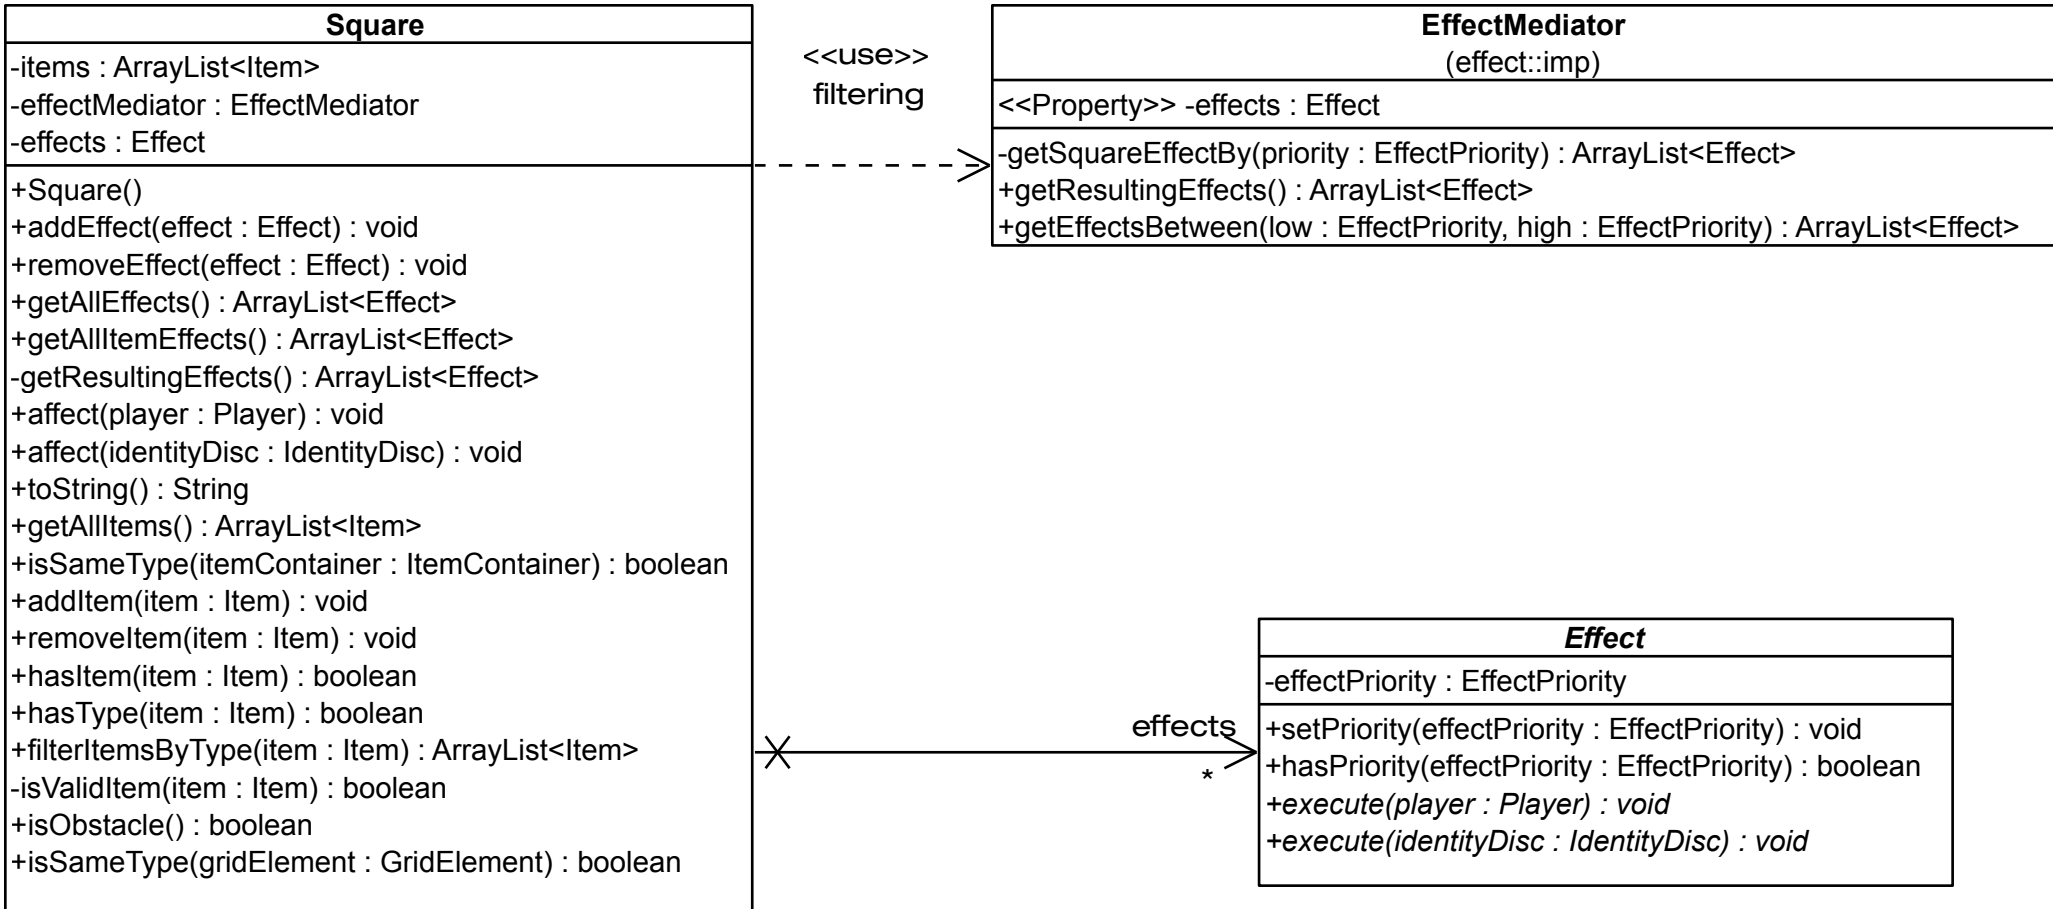 Square
-items : ArrayList<Item>
-effectMediator : EffectMediator
-effects : Effect
+Square()
+addEffect(effect : Effect) : void
+removeEffect(effect : Effect) : void
+getAllEffects() : ArrayList<Effect>
+getAllItemEffects() : ArrayList<Effect>
-getResultingEffects() : ArrayList<Effect>
+affect(player : Player) : void
+affect(identityDisc : IdentityDisc) : void
+toString() : String
+getAllItems() : ArrayList<Item>
+isSameType(itemContainer : ItemContainer) : boolean
+addItem(item : Item) : void
+removeItem(item : Item) : void
+hasItem(item : Item) : boolean
+hasType(item : Item) : boolean
+filterItemsByType(item : Item) : ArrayList<Item>
-isValidItem(item : Item) : boolean
+isObstacle() : boolean
+isSameType(gridElement : GridElement) : boolean
<<use>>
filtering
EffectMediator
(effect::imp)
<<Property>> -effects : Effect
-getSquareEffectBy(priority : EffectPriority) : ArrayList<Effect>
+getResultingEffects() : ArrayList<Effect>
+getEffectsBetween(low : EffectPriority, high : EffectPriority) : ArrayList<Effect>
effects
*
Effect
-effectPriority : EffectPriority
+setPriority(effectPriority : EffectPriority) : void
+hasPriority(effectPriority : EffectPriority) : boolean
+execute(player : Player) : void
+execute(identityDisc : IdentityDisc) : void